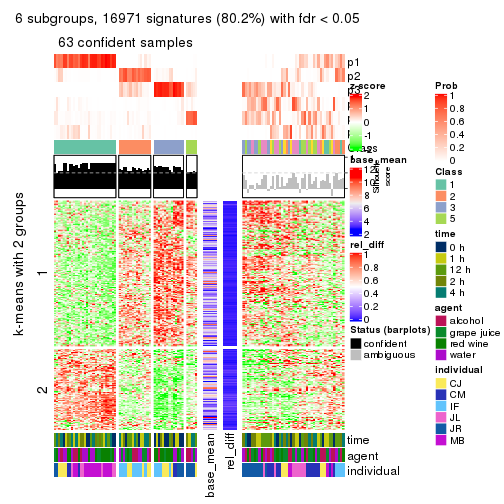 6 subgroups, 16971 signatures (80.2%) with fdr < 0.05
63 confident samples
p1
p2
p3
Class
Silhouette score
k-means with 2 groups
1
2
time
agent
individual
base_mean
rel_diff
z-score
2
1
0
-1
-2
base_mean
12
10
8
6
4
2
rel_diff
1
0.8
0.6
0.4
0.2
0
Status (barplots)
confident
ambiguous
Prob
1
0.8
0.6
0.4
0.2
0
Class
1
2
3
5
time
0 h
1 h
12 h
2 h
4 h
agent
alcohol
grape juice
red wine
water
individual
CJ
CM
IF
JL
JR
MB